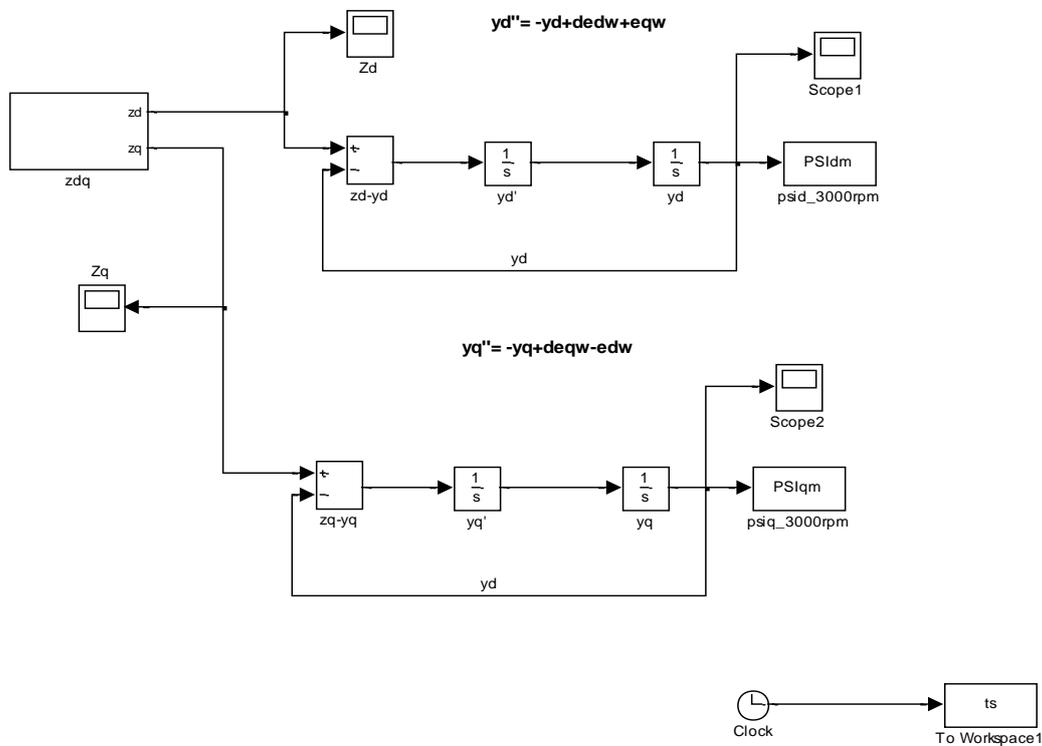 yd''= -yd+dedw+eqw
Zd
Scope1
zd
zq
zdq
+
−
zd-yd
1
s
yd'
1
s
yd
PSIdm
psid_3000rpm
yd
Zq
yq''= -yq+deqw-edw
Scope2
+
−
zq-yq
1
s
yq'
1
s
yq
PSIqm
psiq_3000rpm
yd
Clock
ts
To Workspace1